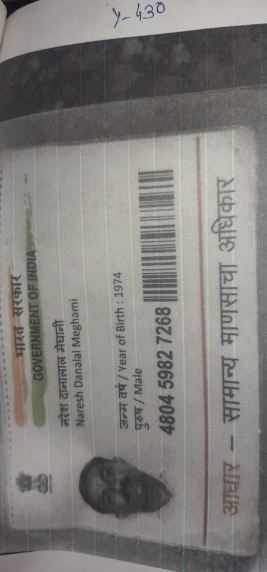 Y-430
भारत सरकार
GOVERNMENT OF INDIA
नरेश दानालाल मेघानी
Naresh Danalal Meghami
जन्म वर्ष / Year of Birth : 1974
पुरुष / Male
4804 5982 7268
आधार – सामान्य माणसाचा अधिकार